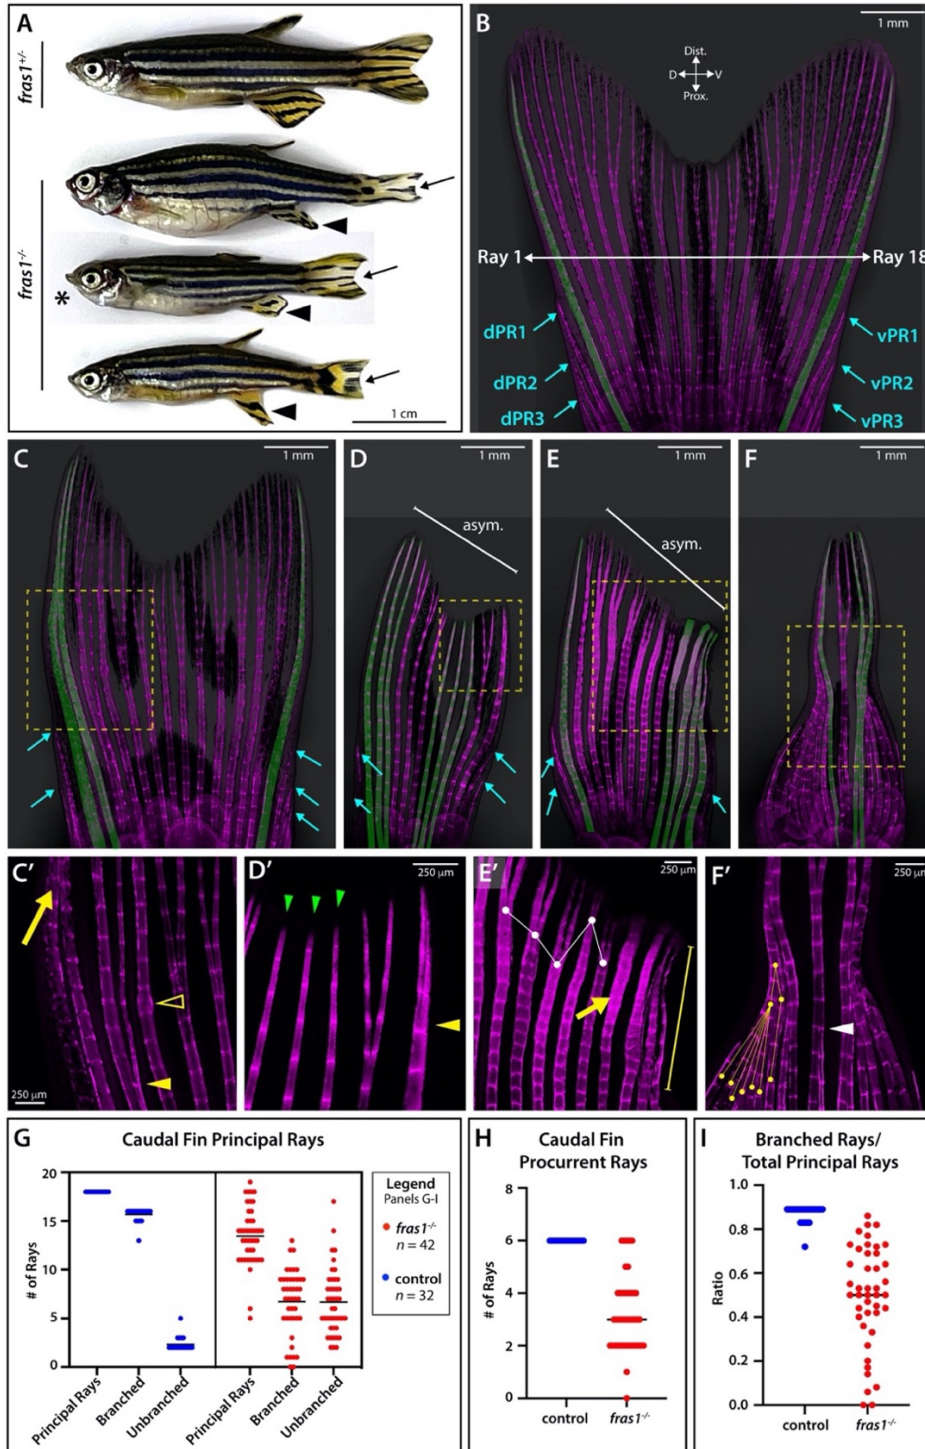 A
fras1+/-
fras1-/-
*
1 cm
B
1 mm
Dist.
D V
Prox.
Ray 1
Ray 18
dPR1
vPR1
dPR2
vPR2
dPR3
vPR3
C
1 mm
D
1 mm
asym.
E
1 mm
asym.
F
1 mm
C'
250 μm
D'
250 μm
E'
250 μm
F'
250 μm
G
Caudal Fin Principal Rays
# of Rays
20
15
10
5
0
Principal Rays
Branched
Unbranched
Principal Rays
Branched
Unbranched
Legend
Panels G-I
fras1-/-
n = 42
control
n = 32
H
Caudal Fin
Procurrent Rays
# of Rays
8
6
4
2
0
control
fras1-/-
I
Branched Rays/
Total Principal Rays
Ratio
1.0
0.8
0.6
0.4
0.2
0.0
control
fras1-/-